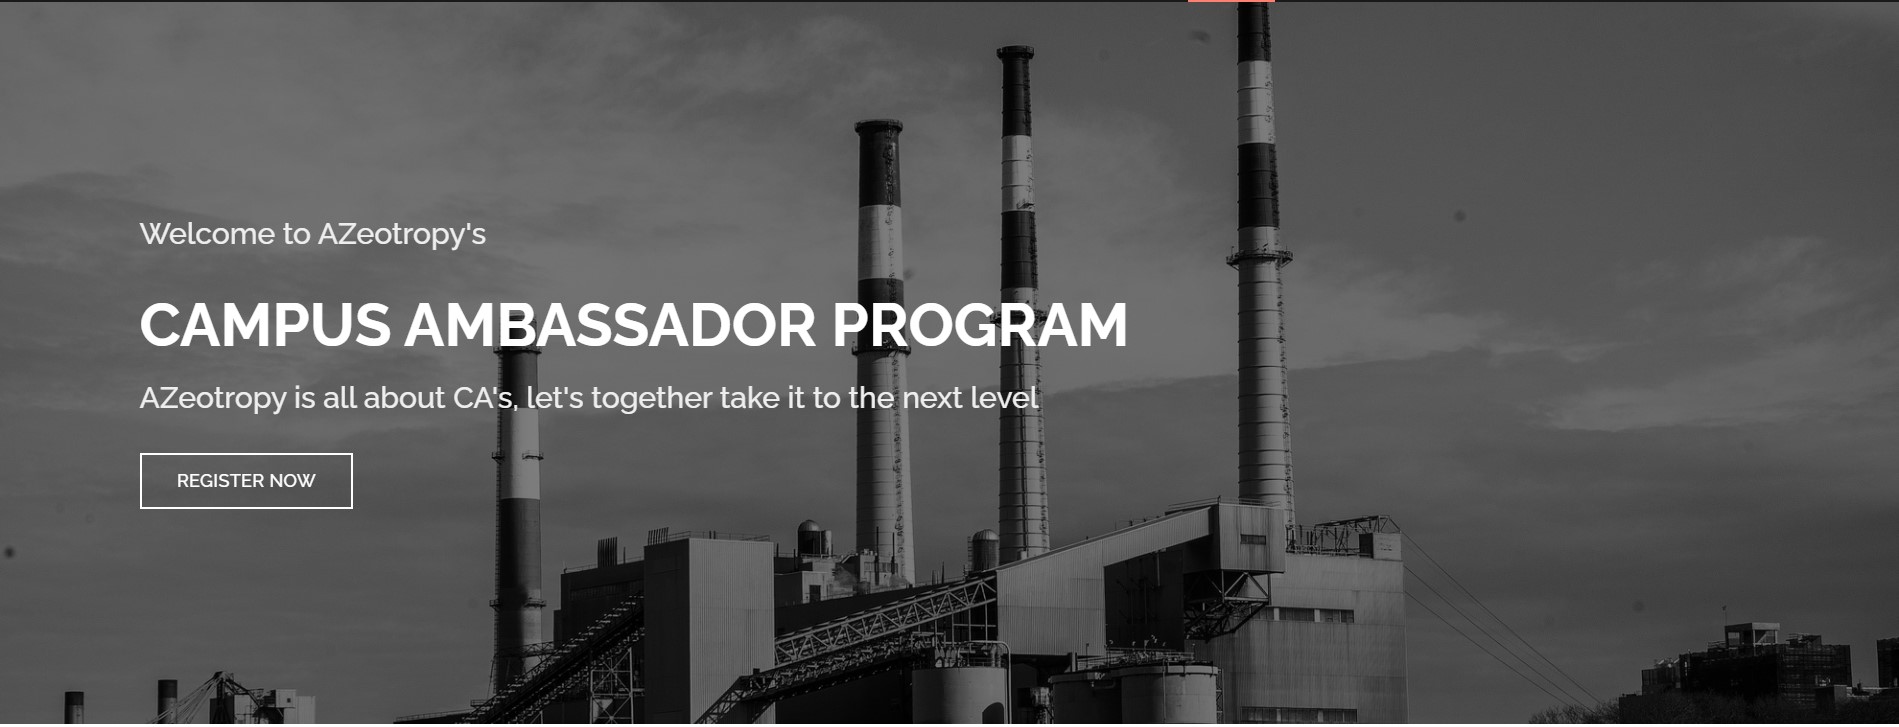 Welcome to AZeotropy's
CAMPUS AMBASSADOR PROGRAM
AZeotropy is all about CA's, let's together take it to the next level.
REGISTER NOW